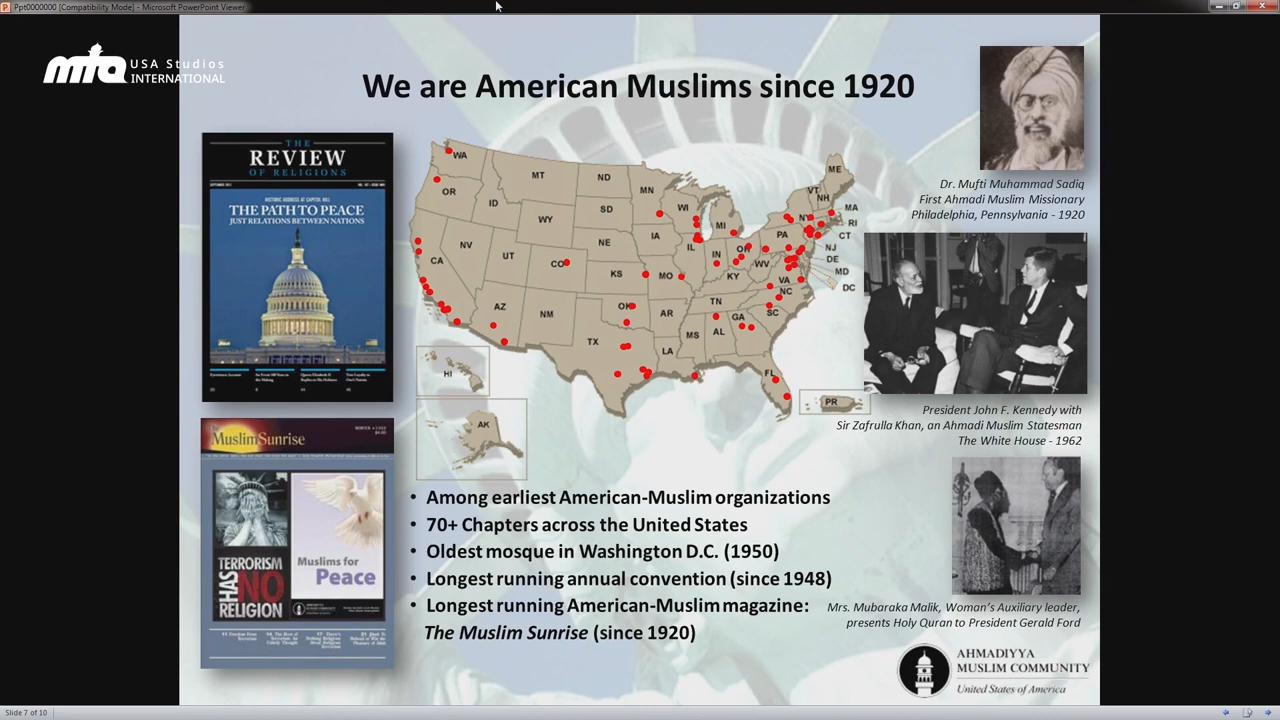 Ppt0000000 [Compatibility Mode] - Microsoft PowerPoint Viewer
mta USA Studios
INTERNATIONAL
We are American Muslims since 1920
THE
REVIEW
OF RELIGIONS
HISTORIC ADDRESS AT CAPITOL HILL
THE PATH TO PEACE
JUST RELATIONS BETWEEN NATIONS
MuslimSunrise
TERRORISM
HAS NO
RELIGION
Muslims for
Peace
WA
OR
CA
ID
NV
MT
WY
UT
AZ
CO
NM
ND
SD
NE
KS
OK
TX
MN
IA
MO
AR
LA
WI
IL
MS
MI
IN
KY
TN
AL
OH
WV
GA
FL
SC
NC
VA
PA
NY
VT
NH
ME
MA
RI
CT
NJ
DE
MD
DC
HI
AK
PR
Dr. Mufti Muhammad Sadiq
First Ahmadi Muslim Missionary
Philadelphia, Pennsylvania - 1920
President John F. Kennedy with
Sir Zafrulla Khan, an Ahmadi Muslim Statesman
The White House - 1962
• Among earliest American-Muslim organizations
• 70+ Chapters across the United States
• Oldest mosque in Washington D.C. (1950)
• Longest running annual convention (since 1948)
• Longest running American-Muslim magazine:
The Muslim Sunrise (since 1920)
Mrs. Mubaraka Malik, Woman's Auxiliary leader,
presents Holy Quran to President Gerald Ford
AHMADIYYA
MUSLIM COMMUNITY
United States of America
Slide 7 of 10